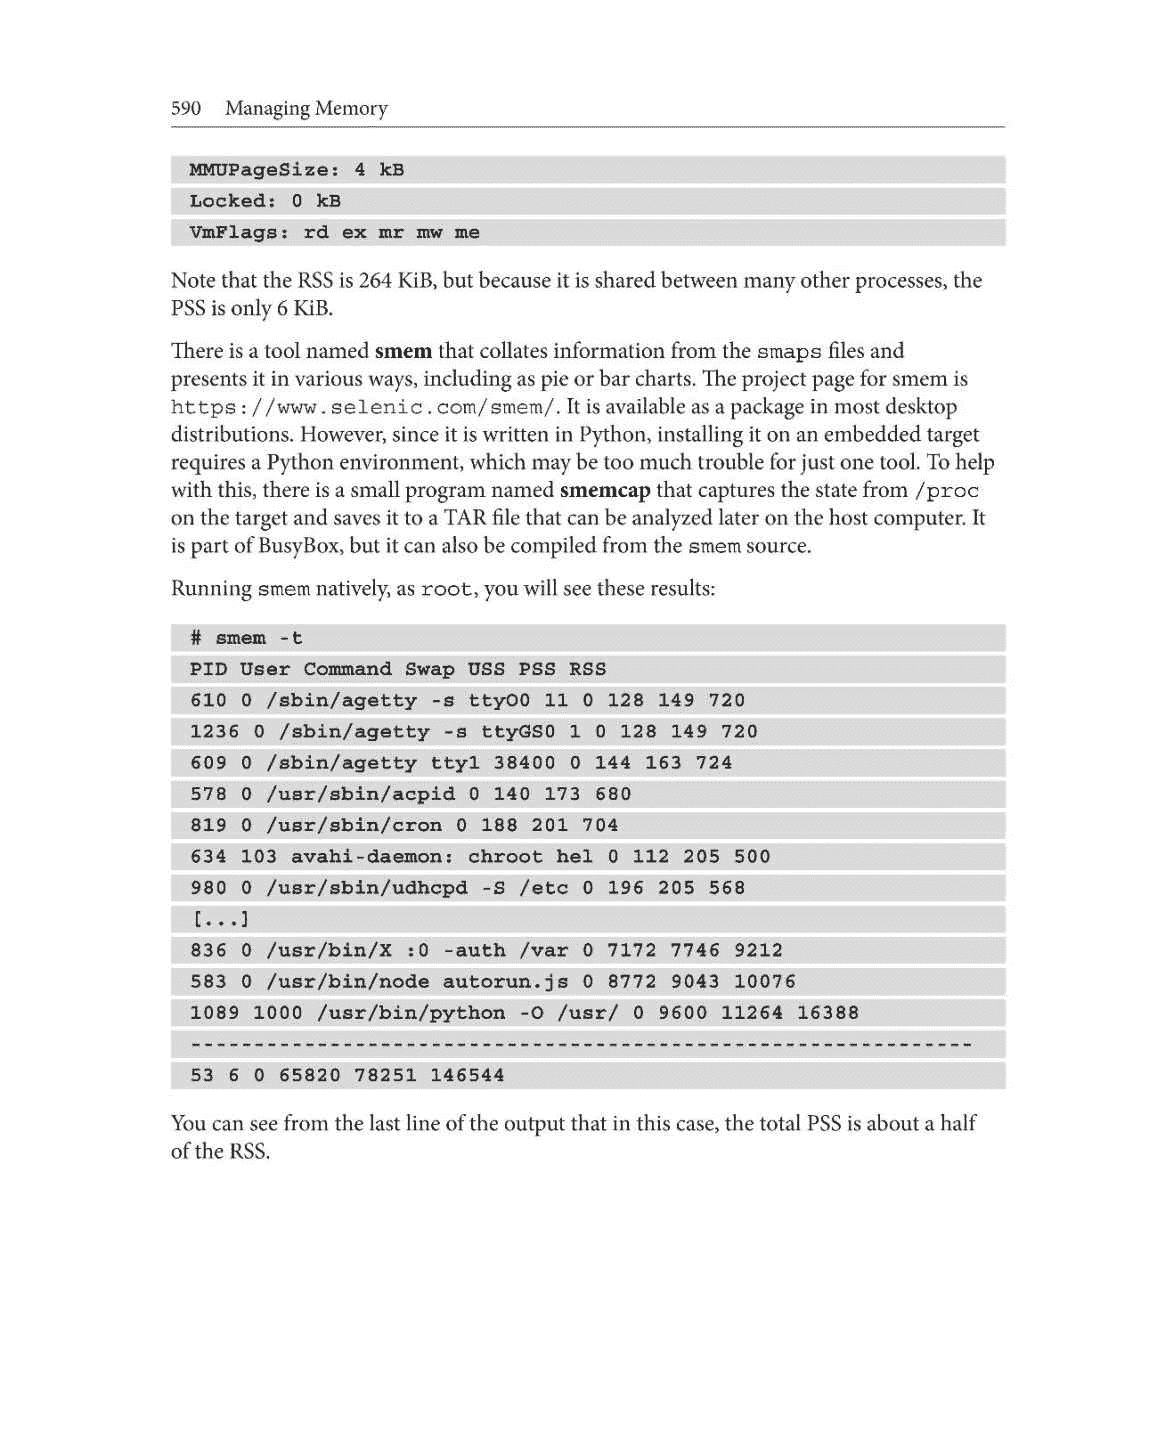 590 Managing Memory
MMUPageSize: 4 kB
Locked: 0 kB
VmFlags: rd ex mr mw me
Note that the RSS is 264 KiB, but because it is shared between many other processes, the
PSS is only 6 KiB.
There is a tool named smem that collates information from the smaps files and
presents it in various ways, including as pie or bar charts. The project page for smem is
https://www.selenic.com/smem/. It is available as a package in most desktop
distributions. However, since it is written in Python, installing it on an embedded target
requires a Python environment, which may be too much trouble for just one tool. To help
with this, there is a small program named smemcap that captures the state from /proc
on the target and saves it to a TAR file that can be analyzed later on the host computer. It
is part of BusyBox, but it can also be compiled from the smem source.
Running smem natively, as root, you will see these results:
# smem -t
PID User Command Swap USS PSS RSS
610 0 /sbin/agetty -s ttyO0 11 0 128 149 720
1236 0 /sbin/agetty -s ttyGS0 1 0 128 149 720
609 0 /sbin/agetty tty1 38400 0 144 163 724
578 0 /usr/sbin/acpid 0 140 173 680
819 0 /usr/sbin/cron 0 188 201 704
634 103 avahi-daemon: chroot hel 0 112 205 500
980 0 /usr/sbin/udhcpd -S /etc 0 196 205 568
[...]
836 0 /usr/bin/X :0 -auth /var 0 7172 7746 9212
583 0 /usr/bin/node autorun.js 0 8772 9043 10076
1089 1000 /usr/bin/python -O /usr/ 0 9600 11264 16388
--------------------------------------------------------------
53 6 0 65820 78251 146544
You can see from the last line of the output that in this case, the total PSS is about a half
of the RSS.